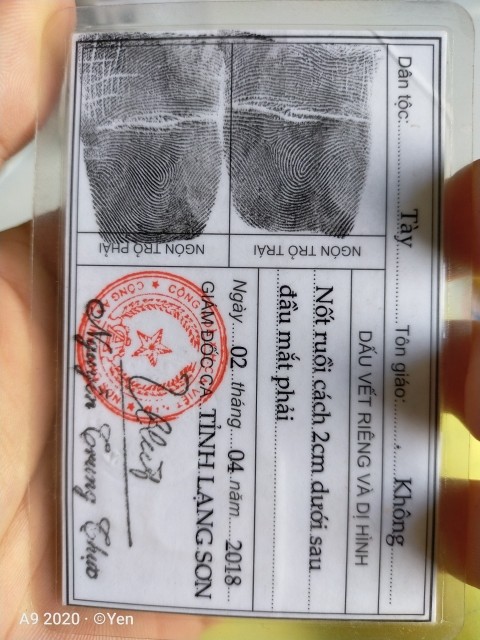 Dân tộc: Tày Tôn giáo: Không
DẤU VẾT RIÊNG VÀ DỊ HÌNH
Nốt ruồi cách 2cm dưới sau
đầu mắt phải
NGÓN TRỎ TRÁI
NGÓN TRỎ PHẢI
Ngày 02 tháng 04 năm 2018
GIÁM ĐỐC CA TỈNH LẠNG SƠN
Nguyễn Trung Thực
A9 2020 · ©Yen